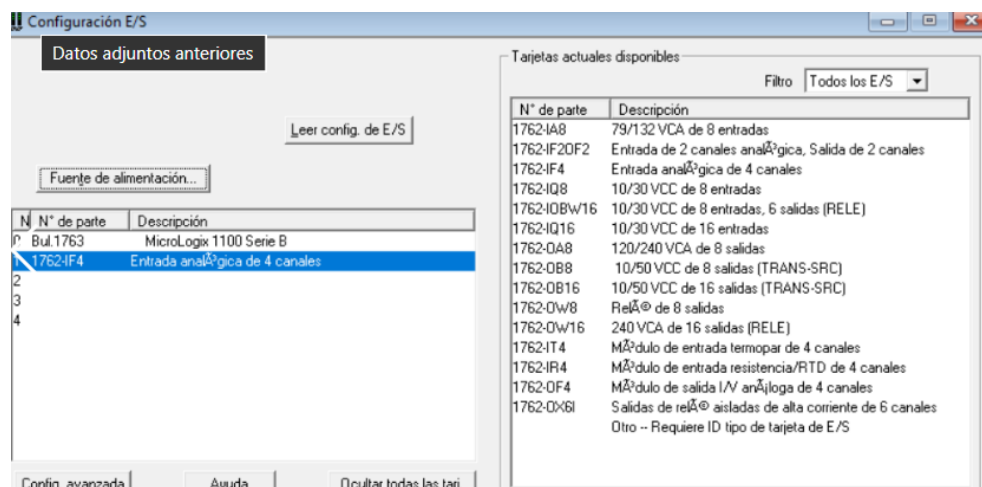 Configuración E/S
Datos adjuntos anteriores
Leer config. de E/S
Fuente de alimentación...
N N° de parte Descripción
Bul.1763 MicroLogix 1100 Serie B
1 1762-IF4 Entrada analÃ³gica de 4 canales
2
3
4
Config. avanzada Ayuda Ocultar todas las tarj
Tarjetas actuales disponibles
Filtro Todos los E/S
N° de parte Descripción
1762-IA8 79/132 VCA de 8 entradas
1762-IF2OF2 Entrada de 2 canales analÃ³gica, Salida de 2 canales
1762-IF4 Entrada analÃ³gica de 4 canales
1762-IQ8 10/30 VCC de 8 entradas
1762-IQBW16 10/30 VCC de 8 entradas, 6 salidas (RELE)
1762-IQ16 10/30 VCC de 16 entradas
1762-OA8 120/240 VCA de 8 salidas
1762-OB8 10/50 VCC de 8 salidas (TRANS-SRC)
1762-OB16 10/50 VCC de 16 salidas (TRANS-SRC)
1762-OW8 RelÃ© de 8 salidas
1762-OW16 240 VCA de 16 salidas (RELE)
1762-IT4 MÃ³dulo de entrada termopar de 4 canales
1762-IR4 MÃ³dulo de entrada resistencia/RTD de 4 canales
1762-OF4 MÃ³dulo de salida I/V anÃ¡loga de 4 canales
1762-OX6I Salidas de relÃ© aisladas de alta corriente de 6 canales
Otro -- Requiere ID tipo de tarjeta de E/S